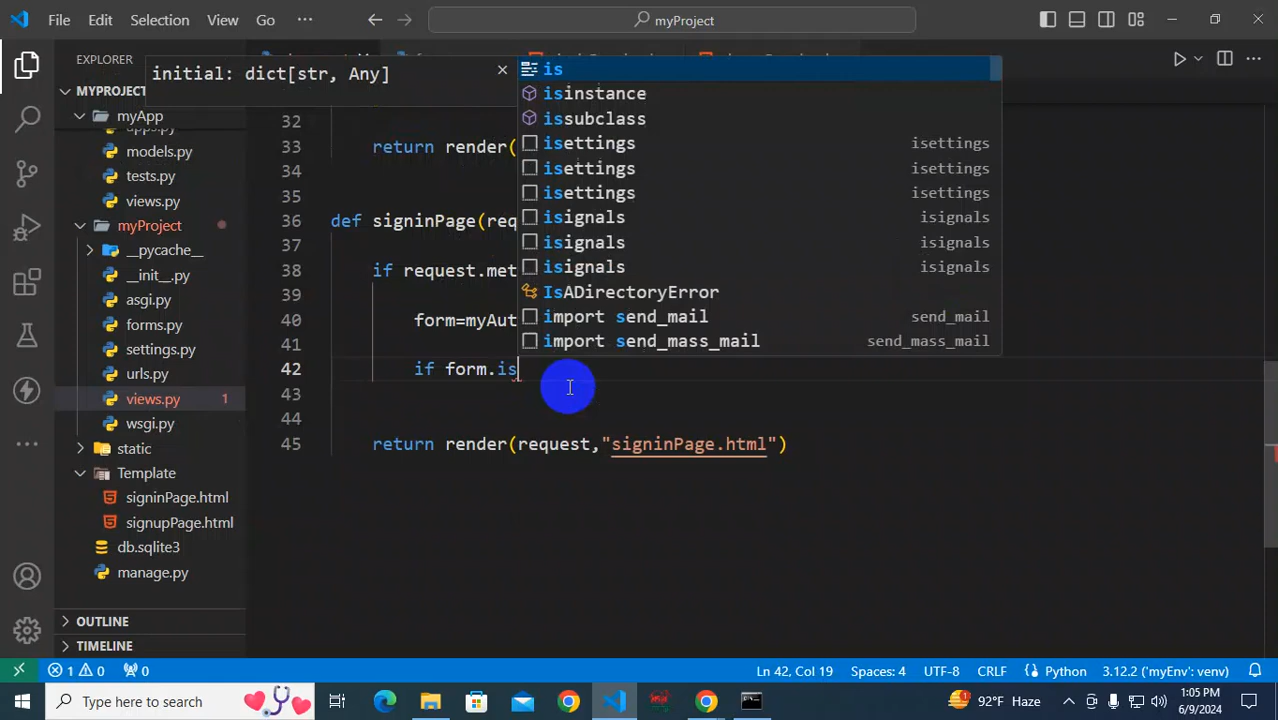 File Edit Selection View Go ··· myProject
EXPLORER
initial: dict[str, Any]
MYPROJECT
myApp
apps.py
models.py
tests.py
views.py
myProject
__pycache__
__init__.py
asgi.py
forms.py
settings.py
urls.py
views.py 1
wsgi.py
static
Template
signinPage.html
signupPage.html
db.sqlite3
manage.py
OUTLINE
TIMELINE
is
isinstance
issubclass
isettings isettings
isettings isettings
isettings isettings
isignals isignals
isignals isignals
isignals isignals
IsADirectoryError
import send_mail send_mail
import send_mass_mail send_mass_mail
32
33 return render(
34
35
36 def signinPage(req
37
38 if request.met
39
40 form=myAut
41
42 if form.is
43
44
45 return render(request,"signinPage.html")
1 0 0 Ln 42, Col 19 Spaces: 4 UTF-8 CRLF Python 3.12.2 ('myEnv': venv)
Type here to search 92°F Haze 1:05 PM
6/9/2024